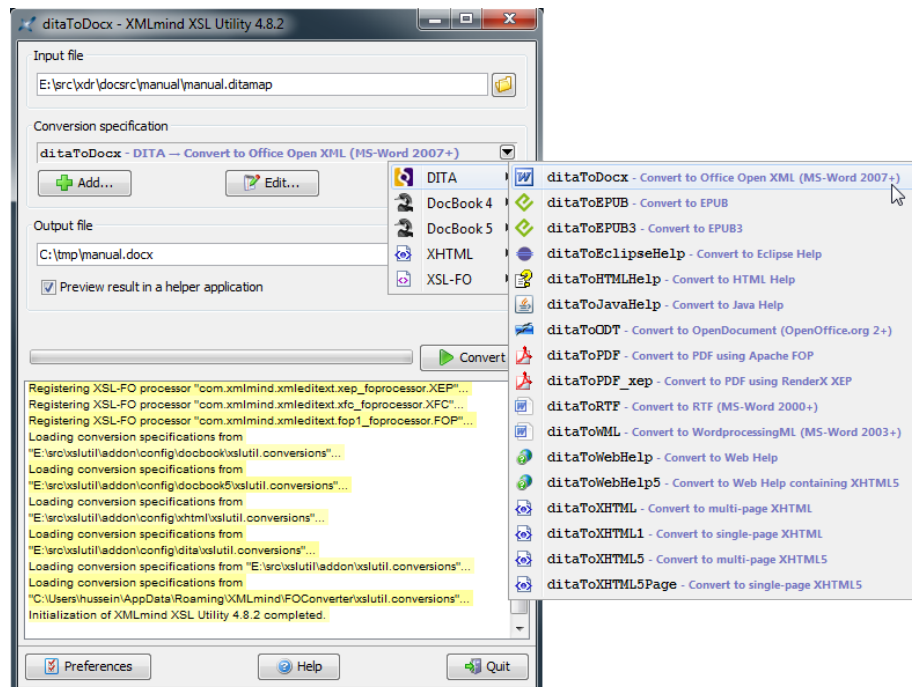 ditaToDocx - XMLmind XSL Utility 4.8.2
Input file
E:\src\xdr\docsrc\manual\manual.ditamap
Conversion specification
ditaToDocx - DITA → Convert to Office Open XML (MS-Word 2007+)
Add...
Edit...
Output file
C:\tmp\manual.docx
Preview result in a helper application
Convert
DITA
DocBook 4
DocBook 5
XHTML
XSL-FO
ditaToDocx - Convert to Office Open XML (MS-Word 2007+)
ditaToEPUB - Convert to EPUB
ditaToEPUB3 - Convert to EPUB3
ditaToEclipseHelp - Convert to Eclipse Help
ditaToHTMLHelp - Convert to HTML Help
ditaToJavaHelp - Convert to Java Help
ditaToODT - Convert to OpenDocument (OpenOffice.org 2+)
ditaToPDF - Convert to PDF using Apache FOP
ditaToPDF_xep - Convert to PDF using RenderX XEP
ditaToRTF - Convert to RTF (MS-Word 2000+)
ditaToWML - Convert to WordprocessingML (MS-Word 2003+)
ditaToWebHelp - Convert to Web Help
ditaToWebHelp5 - Convert to Web Help containing XHTML5
ditaToXHTML - Convert to multi-page XHTML
ditaToXHTML1 - Convert to single-page XHTML
ditaToXHTML5 - Convert to multi-page XHTML5
ditaToXHTML5Page - Convert to single-page XHTML5
Registering XSL-FO processor "com.xmlmind.xmleditext.xep_foprocessor.XEP"...
Registering XSL-FO processor "com.xmlmind.xmleditext.xfc_foprocessor.XFC"...
Registering XSL-FO processor "com.xmlmind.xmleditext.fop1_foprocessor.FOP"...
Loading conversion specifications from
"E:\src\xslutil\addon\config\docbook\xslutil.conversions"...
Loading conversion specifications from
"E:\src\xslutil\addon\config\docbook5\xslutil.conversions"...
Loading conversion specifications from
"E:\src\xslutil\addon\config\xhtml\xslutil.conversions"...
Loading conversion specifications from
"E:\src\xslutil\addon\config\dita\xslutil.conversions"...
Loading conversion specifications from "E:\src\xslutil\addon\xslutil.conversions"...
Loading conversion specifications from
"C:\Users\hussein\AppData\Roaming\XMLmind\FOConverter\xslutil.conversions"...
Initialization of XMLmind XSL Utility 4.8.2 completed.
Preferences
Help
Quit